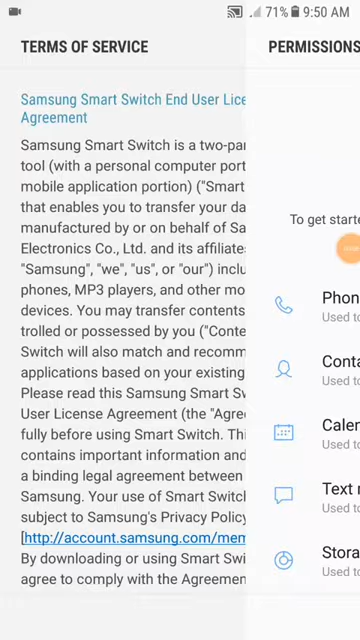 71% 9:50 AM
TERMS OF SERVICE
Samsung Smart Switch End User Lice
Agreement
Samsung Smart Switch is a two-par
tool (with a personal computer port
mobile application portion) ("Smart
that enables you to transfer your da
manufactured by or on behalf of Sa
Electronics Co., Ltd. and its affiliate
"Samsung", "we", "us", or "our") inclu
phones, MP3 players, and other mo
devices. You may transfer contents
trolled or possessed by you ("Conte
Switch will also match and recomm
applications based on your existing
Please read this Samsung Smart Sw
User License Agreement (the "Agre
fully before using Smart Switch. Thi
contains important information and
a binding legal agreement between
Samsung. Your use of Smart Switch
subject to Samsung's Privacy Policy
[http://account.samsung.com/mem
By downloading or using Smart Swi
agree to comply with the Agreemen
PERMISSIONS
To get starte
Phon
Used to
Conta
Used to
Calen
Used to
Text m
Used to
Stora
Used to